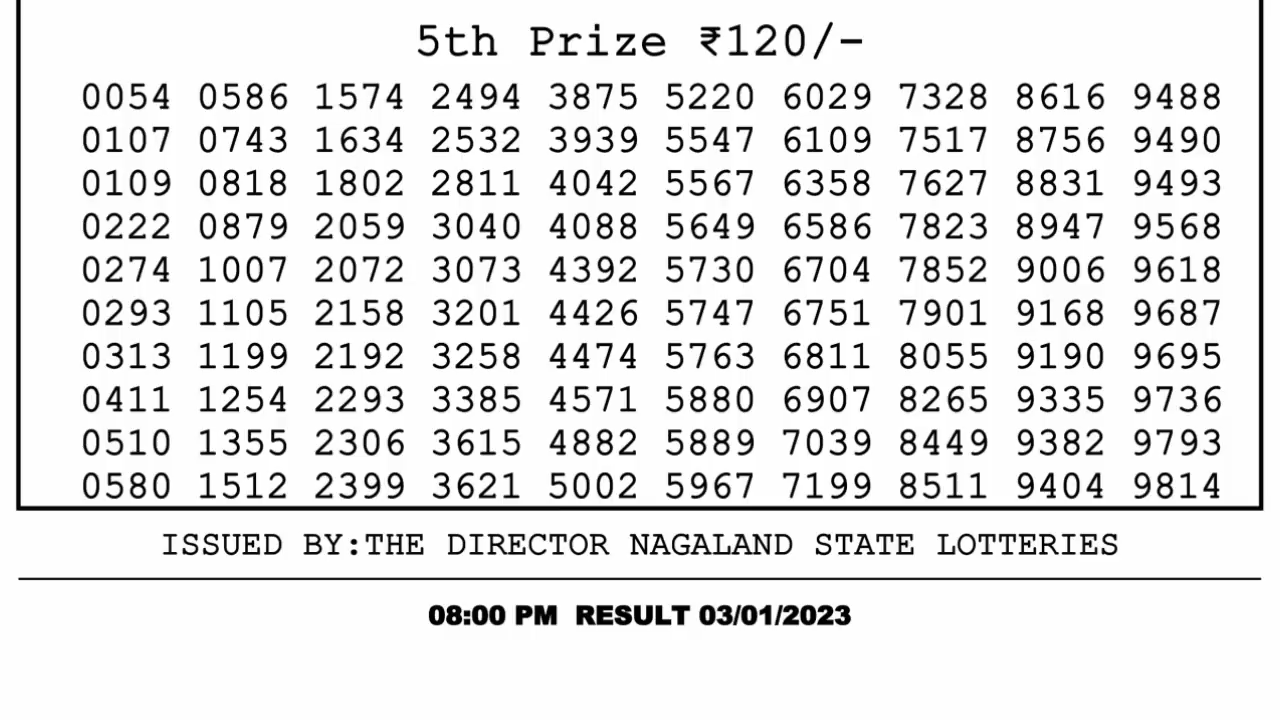 5th Prize ₹120/-
0054 0586 1574 2494 3875 5220 6029 7328 8616 9488
0107 0743 1634 2532 3939 5547 6109 7517 8756 9490
0109 0818 1802 2811 4042 5567 6358 7627 8831 9493
0222 0879 2059 3040 4088 5649 6586 7823 8947 9568
0274 1007 2072 3073 4392 5730 6704 7852 9006 9618
0293 1105 2158 3201 4426 5747 6751 7901 9168 9687
0313 1199 2192 3258 4474 5763 6811 8055 9190 9695
0411 1254 2293 3385 4571 5880 6907 8265 9335 9736
0510 1355 2306 3615 4882 5889 7039 8449 9382 9793
0580 1512 2399 3621 5002 5967 7199 8511 9404 9814
ISSUED BY:THE DIRECTOR NAGALAND STATE LOTTERIES
08:00 PM RESULT 03/01/2023